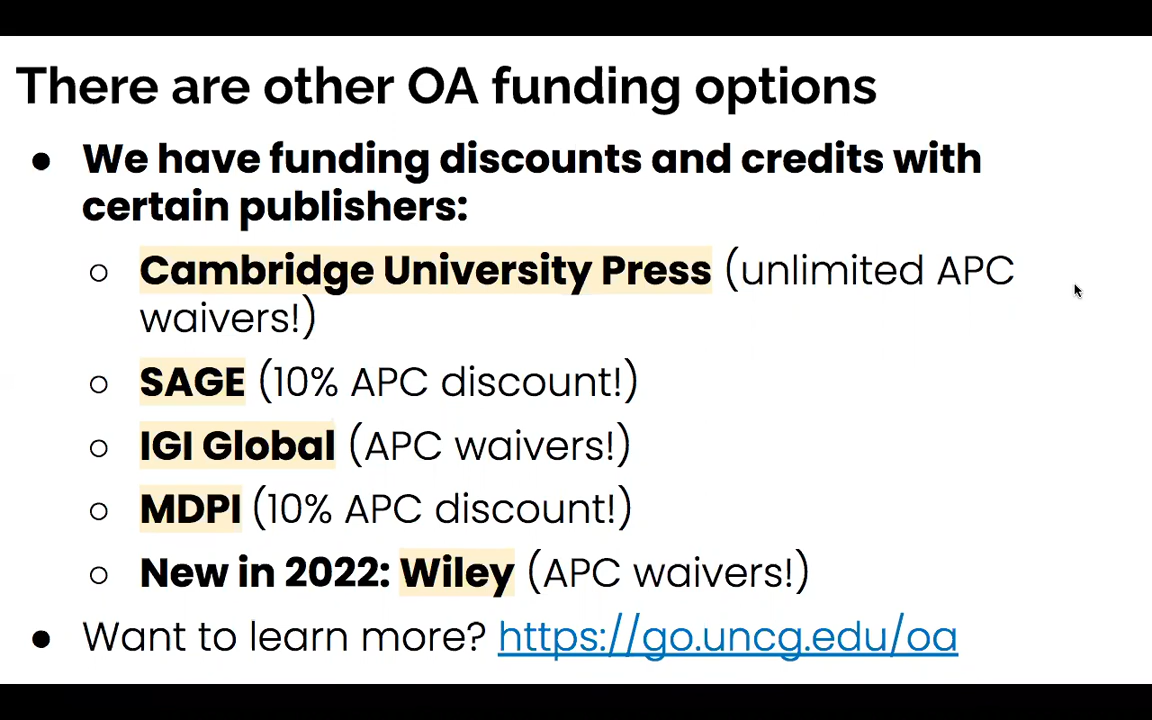 There are other OA funding options
● We have funding discounts and credits with
certain publishers:
○ Cambridge University Press (unlimited APC
waivers!)
○ SAGE (10% APC discount!)
○ IGI Global (APC waivers!)
○ MDPI (10% APC discount!)
○ New in 2022: Wiley (APC waivers!)
● Want to learn more? https://go.uncg.edu/oa